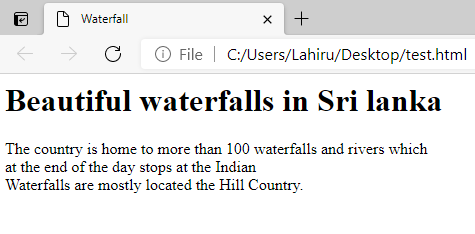 Waterfall
File
C:/Users/Lahiru/Desktop/test.html
Beautiful waterfalls in Sri lanka
The country is home to more than 100 waterfalls and rivers which
at the end of the day stops at the Indian
Waterfalls are mostly located the Hill Country.